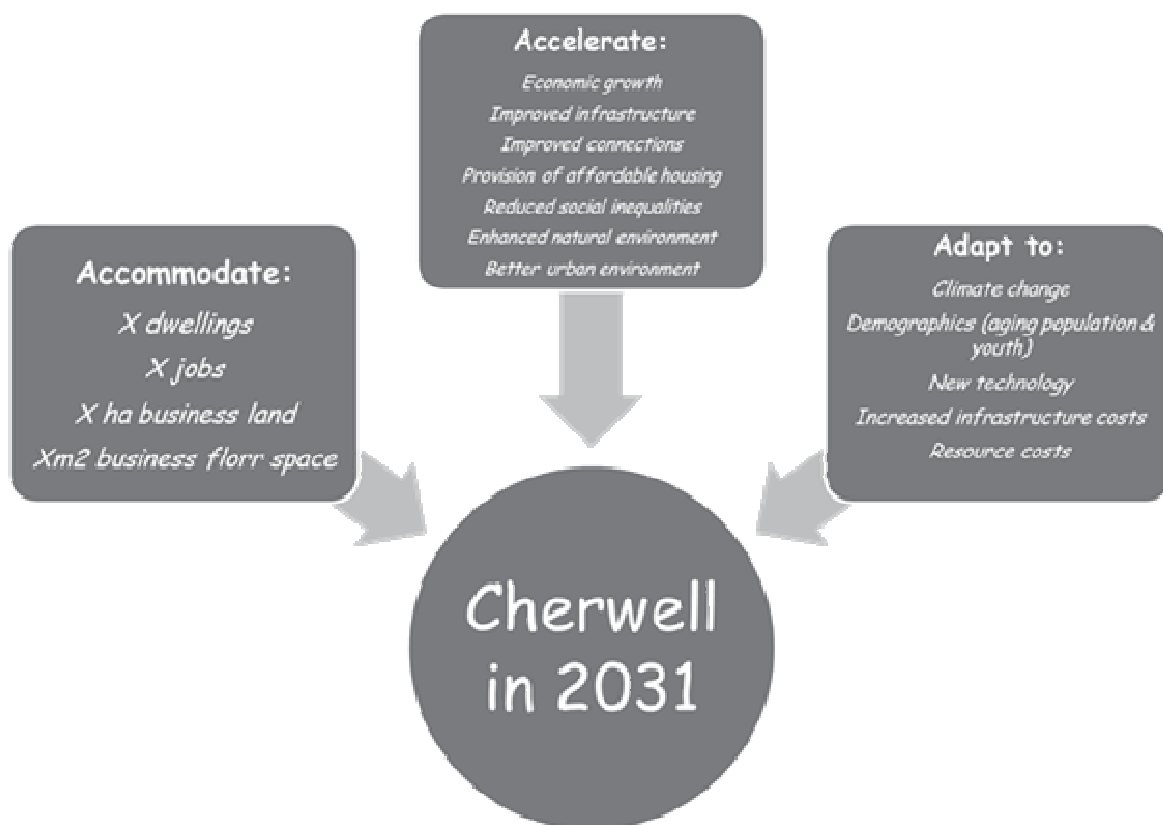 Accelerate:
Economic growth
Improved infrastructure
Improved connections
Provision of affordable housing
Reduced social inequalities
Enhanced natural environment
Better urban environment
Accommodate:
X dwellings
X jobs
X ha business land
Xm2 business florr space
Adapt to:
Climate change
Demographics (aging population &
youth)
New technology
Increased infrastructure costs
Resource costs
Cherwell
in 2031